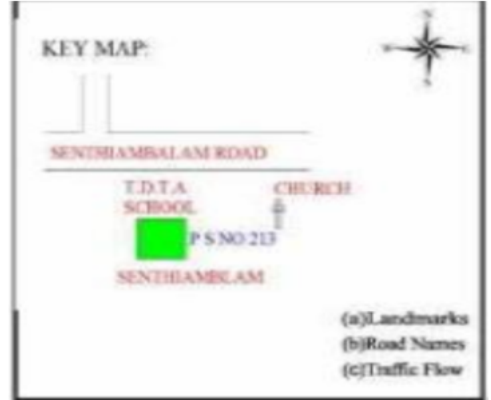 N
KEY MAP:
S
SENTHIAMBALAM ROAD
T.D.T.A CHURCH
SCHOOL
P S NO 213
SENTHIAMBLAM
(a)Landmarks
(b)Road Names
(c)Traffic Flow